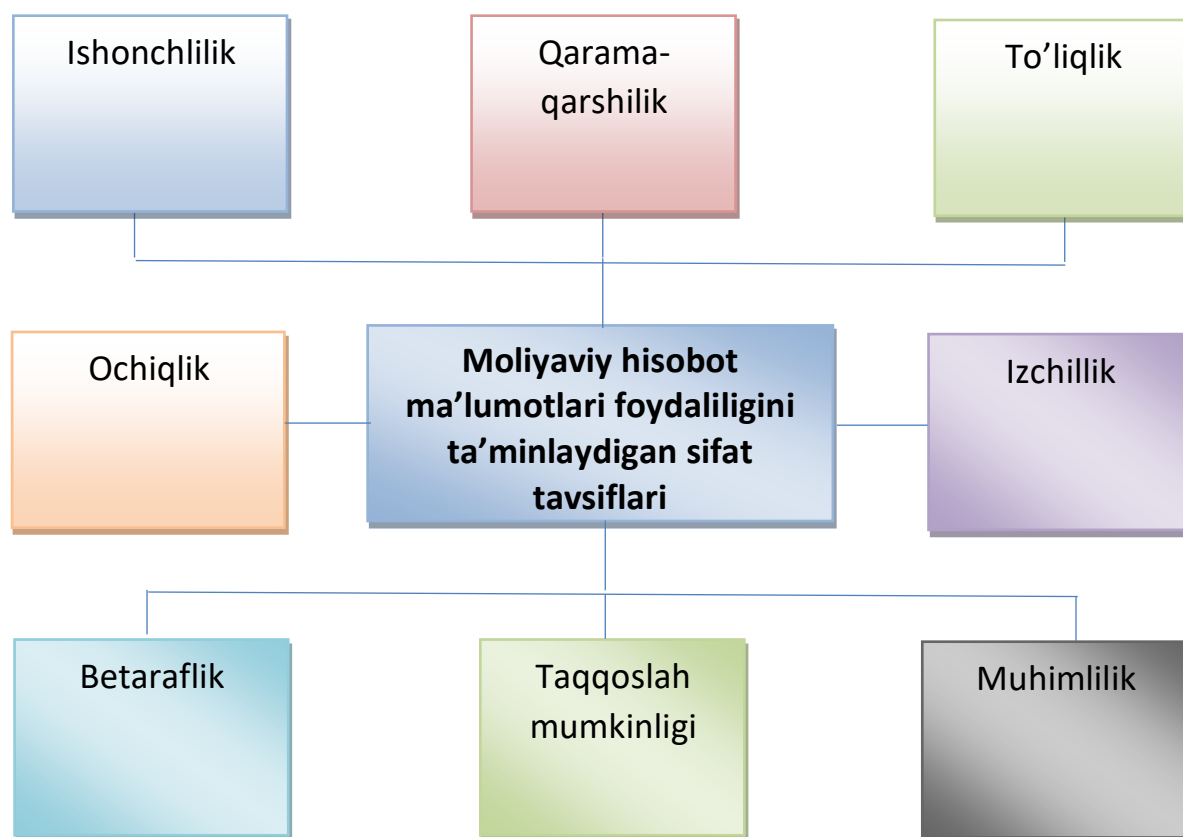 Ishonchlilik
Qarama-
qarshilik
To’liqlik
Ochiqlik
Moliyaviy hisobot
ma’lumotlari foydaliligini
ta’minlaydigan sifat
tavsiflari
Izchillik
Betaraflik
Taqqoslah
mumkinligi
Muhimlilik